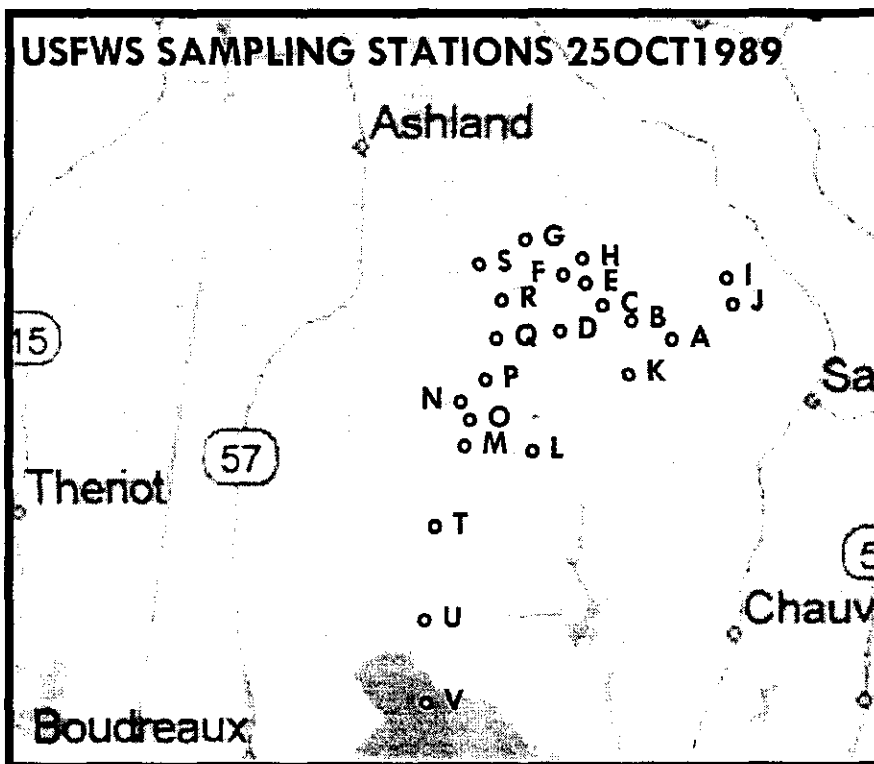 USFWS SAMPLING STATIONS 25OCT1989
Ashland
G
H
S
F
E
I
R
C
J
B
Q
D
A
15
P
K
Sa
N
O
M
L
57
Theriot
T
5
U
Chauv
V
Boudreaux